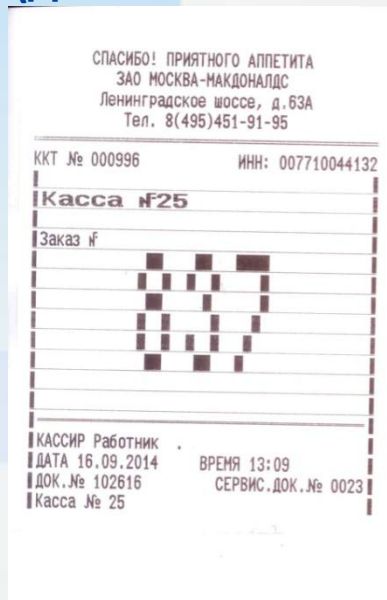 СПАСИБО! ПРИЯТНОГО АППЕТИТА
ЗАО МОСКВА-МАКДОНАЛДС
Ленинградское шоссе, д.63А
Тел. 8(495)451-91-95
ККТ № 000996 ИНН: 007710044132
Касса №25
Заказ №
837
КАССИР Работник .
ДАТА 16.09.2014 ВРЕМЯ 13:09
ДОК.№ 102616 СЕРВИС.ДОК.№ 0023
Касса № 25